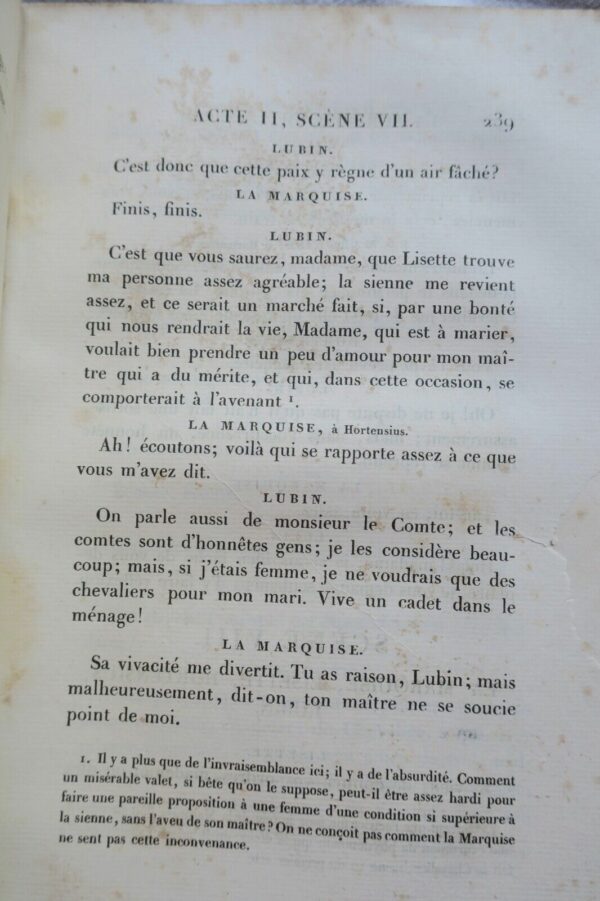 ACTE II, SCÈNE VII. 239
LUBIN.
C'est donc que cette paix y règne d'un air fâché?
LA MARQUISE.
Finis, finis.
LUBIN.
C'est que vous saurez, madame, que Lisette trouve
ma personne assez agréable; la sienne me revient
assez, et ce serait un marché fait, si, par une bonté
qui nous rendrait la vie, Madame, qui est à marier,
voulait bien prendre un peu d'amour pour mon maî-
tre qui a du mérite, et qui, dans cette occasion, se
comporterait à l'avenant 1.
LA MARQUISE, à Hortensius.
Ah! écoutons; voilà qui se rapporte assez à ce que
vous m'avez dit.
LUBIN.
On parle aussi de monsieur le Comte; et les
comtes sont d'honnêtes gens; je les considère beau-
coup; mais, si j'étais femme, je ne voudrais que des
chevaliers pour mon mari. Vive un cadet dans le
ménage!
LA MARQUISE.
Sa vivacité me divertit. Tu as raison, Lubin; mais
malheureusement, dit-on, ton maître ne se soucie
point de moi.
1. Il y a plus que de l'invraisemblance ici; il y a de l'absurdité. Comment
un misérable valet, si bête qu'on le suppose, peut-il être assez hardi pour
faire une pareille proposition à une femme d'une condition si supérieure à
la sienne, sans l'aveu de son maître? On ne conçoit pas comment la Marquise
ne sent pas cette inconvenance.